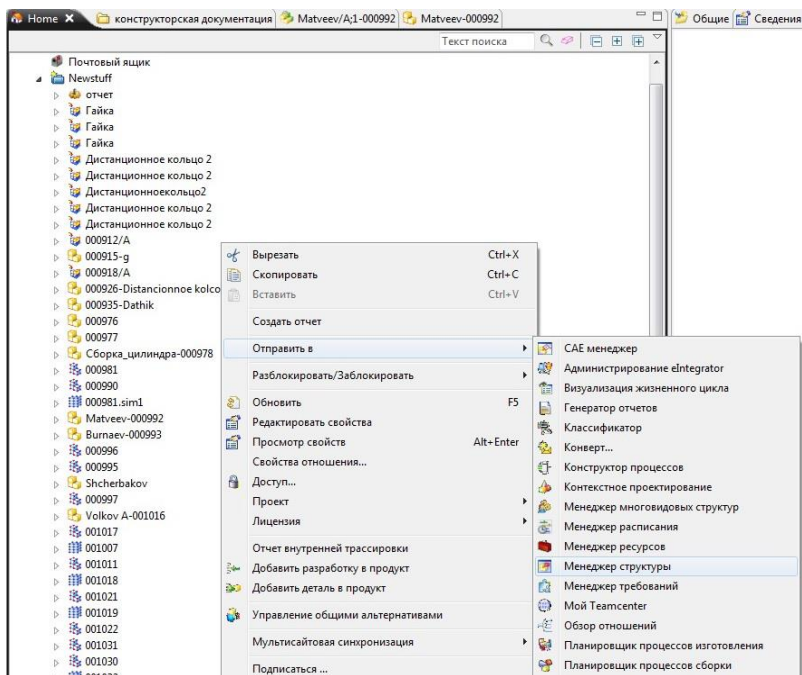 Home
конструкторская документация
Matveev/A;1-000992
Matveev-000992
Общие
Сведения
Текст поиска
Почтовый ящик
Newstuff
отчет
Гайка
Гайка
Гайка
Дистанционное кольцо 2
Дистанционное кольцо 2
Дистанционноекольцо2
Дистанционное кольцо 2
Дистанционное кольцо 2
000912/A
000915-g
000918/A
000926-Distancionnoe kolco
000935-Dathik
000976
000977
Сборка_цилиндра-000978
000981
000990
000981.sim1
Matveev-000992
Burnaev-000993
000996
000995
Shcherbakov
000997
Volkov A-001016
001017
001007
001011
001018
001021
001019
001022
001031
001030
Вырезать Ctrl+X
Скопировать Ctrl+C
Вставить Ctrl+V
Создать отчет
Отправить в
Разблокировать/Заблокировать
Обновить F5
Редактировать свойства
Просмотр свойств Alt+Enter
Свойства отношения...
Доступ...
Проект
Лицензия
Отчет внутренней трассировки
Добавить разработку в продукт
Добавить деталь в продукт
Управление общими альтернативами
Мультисайтовая синхронизация
Подписаться ...
CAE менеджер
Администрирование eIntegrator
Визуализация жизненного цикла
Генератор отчетов
Классификатор
Конверт...
Конструктор процессов
Контекстное проектирование
Менеджер многовидовых структур
Менеджер расписания
Менеджер ресурсов
Менеджер структуры
Менеджер требований
Мой Teamcenter
Обзор отношений
Планировщик процессов изготовления
Планировщик процессов сборки